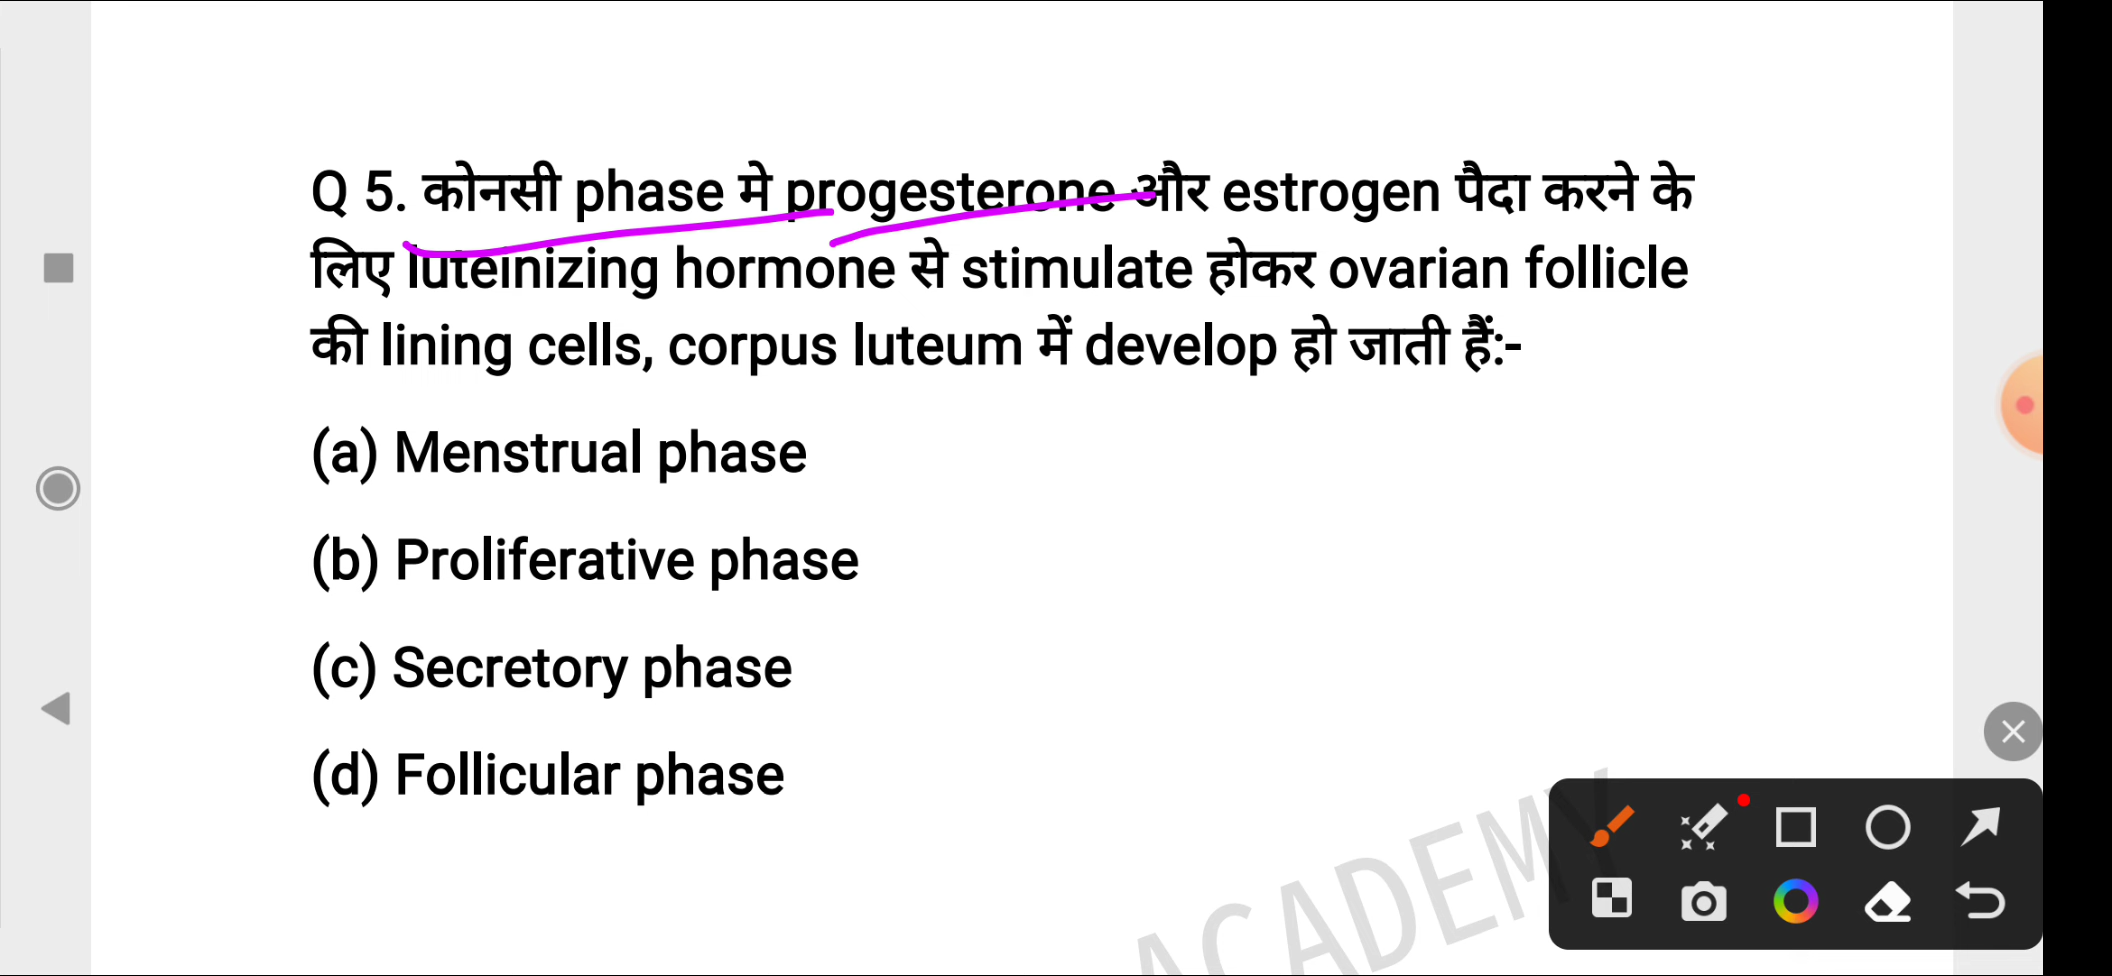 Q 5. कोनसी phase मे progesterone और estrogen पैदा करने के
लिए luteinizing hormone से stimulate होकर ovarian follicle
की lining cells, corpus luteum में develop हो जाती हैं:-
(a) Menstrual phase
(b) Proliferative phase
(c) Secretory phase
(d) Follicular phase
ACADEMY